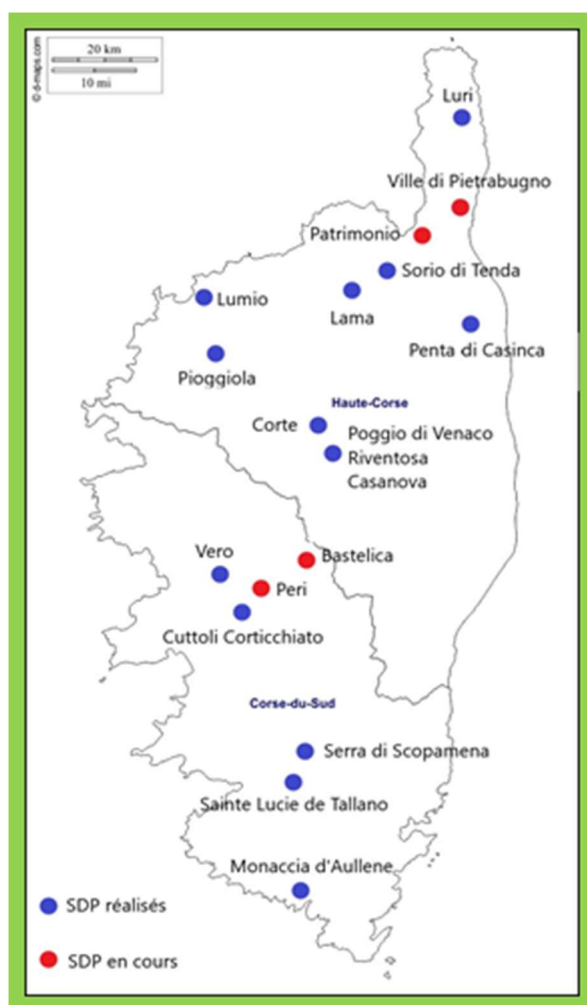 20 km
10 mi
© d-maps.com
Luri
Ville di Pietrabugno
Patrimonio
Sorio di Tenda
Lumio
Lama
Penta di Casinca
Pioggiola
Haute-Corse
Corte
Poggio di Venaco
Riventosa
Casanova
Vero
Bastelica
Peri
Cuttoli Corticchiato
Corse-du-Sud
Serra di Scopamena
Sainte Lucie de Tallano
Monaccia d'Aullene
SDP réalisés
SDP en cours